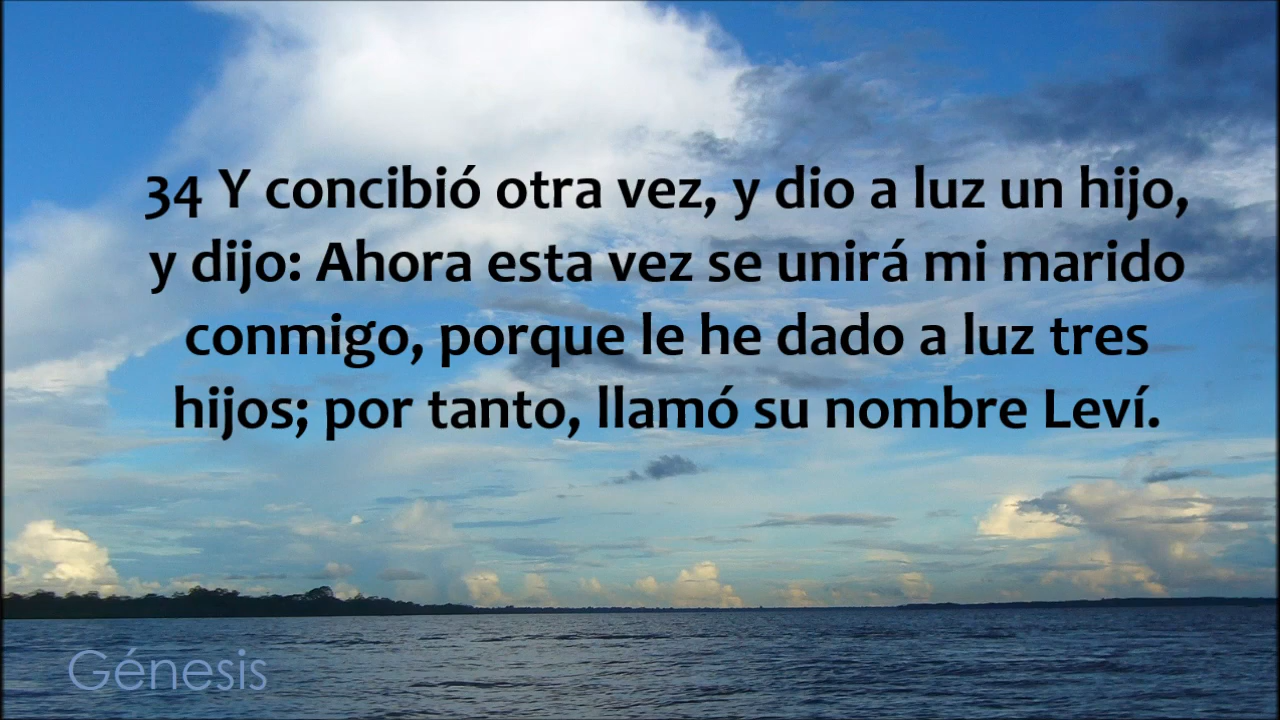 34 Y concibió otra vez, y dio a luz un hijo,
y dijo: Ahora esta vez se unirá mi marido
conmigo, porque le he dado a luz tres
hijos; por tanto, llamó su nombre Leví.
Génesis